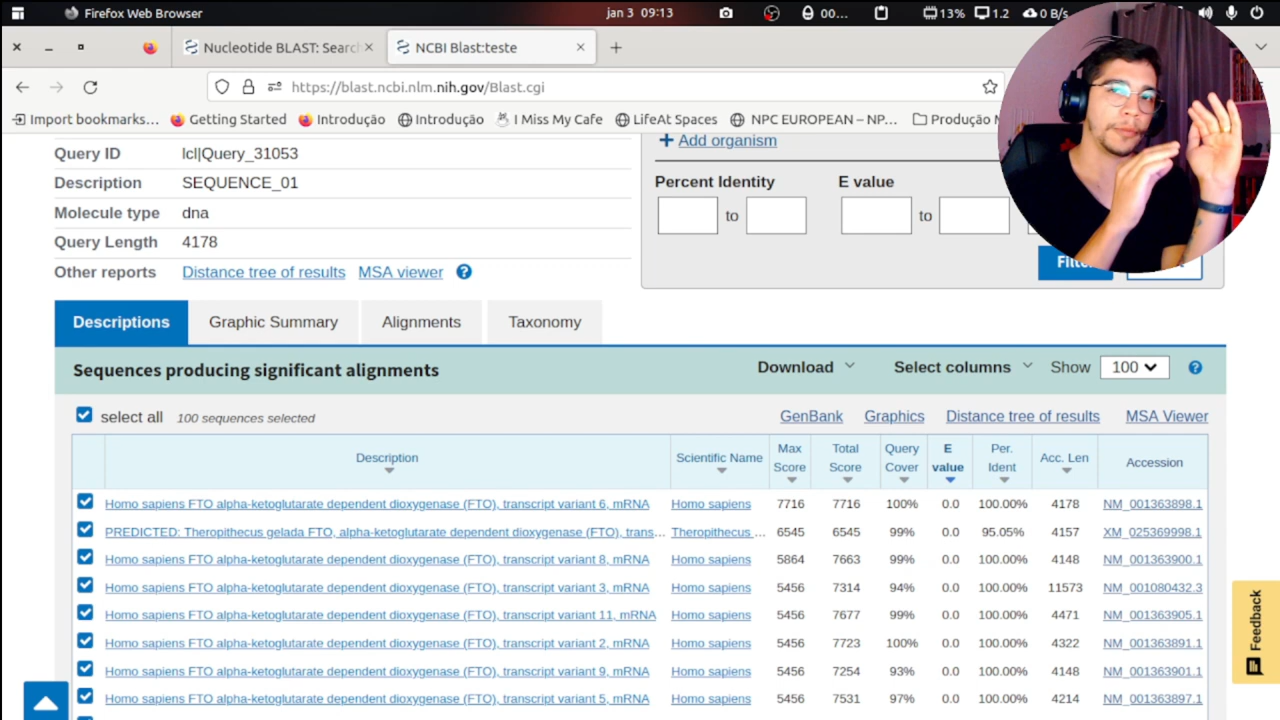 Firefox Web Browser
jan 3 09:13
00...
13%
1.2
0 B/s
Nucleotide BLAST: Searc
NCBI Blast:teste
https://blast.ncbi.nlm.nih.gov/Blast.cgi
Import bookmarks...
Getting Started
Introdução
Introdução
I Miss My Cafe
LifeAt Spaces
NPC EUROPEAN – NP...
Produção
Query ID lcl|Query_31053
Description SEQUENCE_01
Molecule type dna
Query Length 4178
Other reports Distance tree of results MSA viewer ?
+ Add organism
Percent Identity E value
to to
Filter
Descriptions Graphic Summary Alignments Taxonomy
Sequences producing significant alignments Download Select columns Show 100 ?
select all 100 sequences selected GenBank Graphics Distance tree of results MSA Viewer
Description Scientific Name Max Score Total Score Query Cover E value Per. Ident Acc. Len Accession
Homo sapiens FTO alpha-ketoglutarate dependent dioxygenase (FTO), transcript variant 6, mRNA Homo sapiens 7716 7716 100% 0.0 100.00% 4178 NM_001363898.1
PREDICTED: Theropithecus gelada FTO, alpha-ketoglutarate dependent dioxygenase (FTO), trans... Theropithecus ... 6545 6545 99% 0.0 95.05% 4157 XM_025369998.1
Homo sapiens FTO alpha-ketoglutarate dependent dioxygenase (FTO), transcript variant 8, mRNA Homo sapiens 5864 7663 99% 0.0 100.00% 4148 NM_001363900.1
Homo sapiens FTO alpha-ketoglutarate dependent dioxygenase (FTO), transcript variant 3, mRNA Homo sapiens 5456 7314 94% 0.0 100.00% 11573 NM_001080432.3
Homo sapiens FTO alpha-ketoglutarate dependent dioxygenase (FTO), transcript variant 11, mRNA Homo sapiens 5456 7677 99% 0.0 100.00% 4471 NM_001363905.1
Homo sapiens FTO alpha-ketoglutarate dependent dioxygenase (FTO), transcript variant 2, mRNA Homo sapiens 5456 7723 100% 0.0 100.00% 4322 NM_001363891.1
Homo sapiens FTO alpha-ketoglutarate dependent dioxygenase (FTO), transcript variant 9, mRNA Homo sapiens 5456 7254 93% 0.0 100.00% 4148 NM_001363901.1
Homo sapiens FTO alpha-ketoglutarate dependent dioxygenase (FTO), transcript variant 5, mRNA Homo sapiens 5456 7531 97% 0.0 100.00% 4214 NM_001363897.1
Feedback